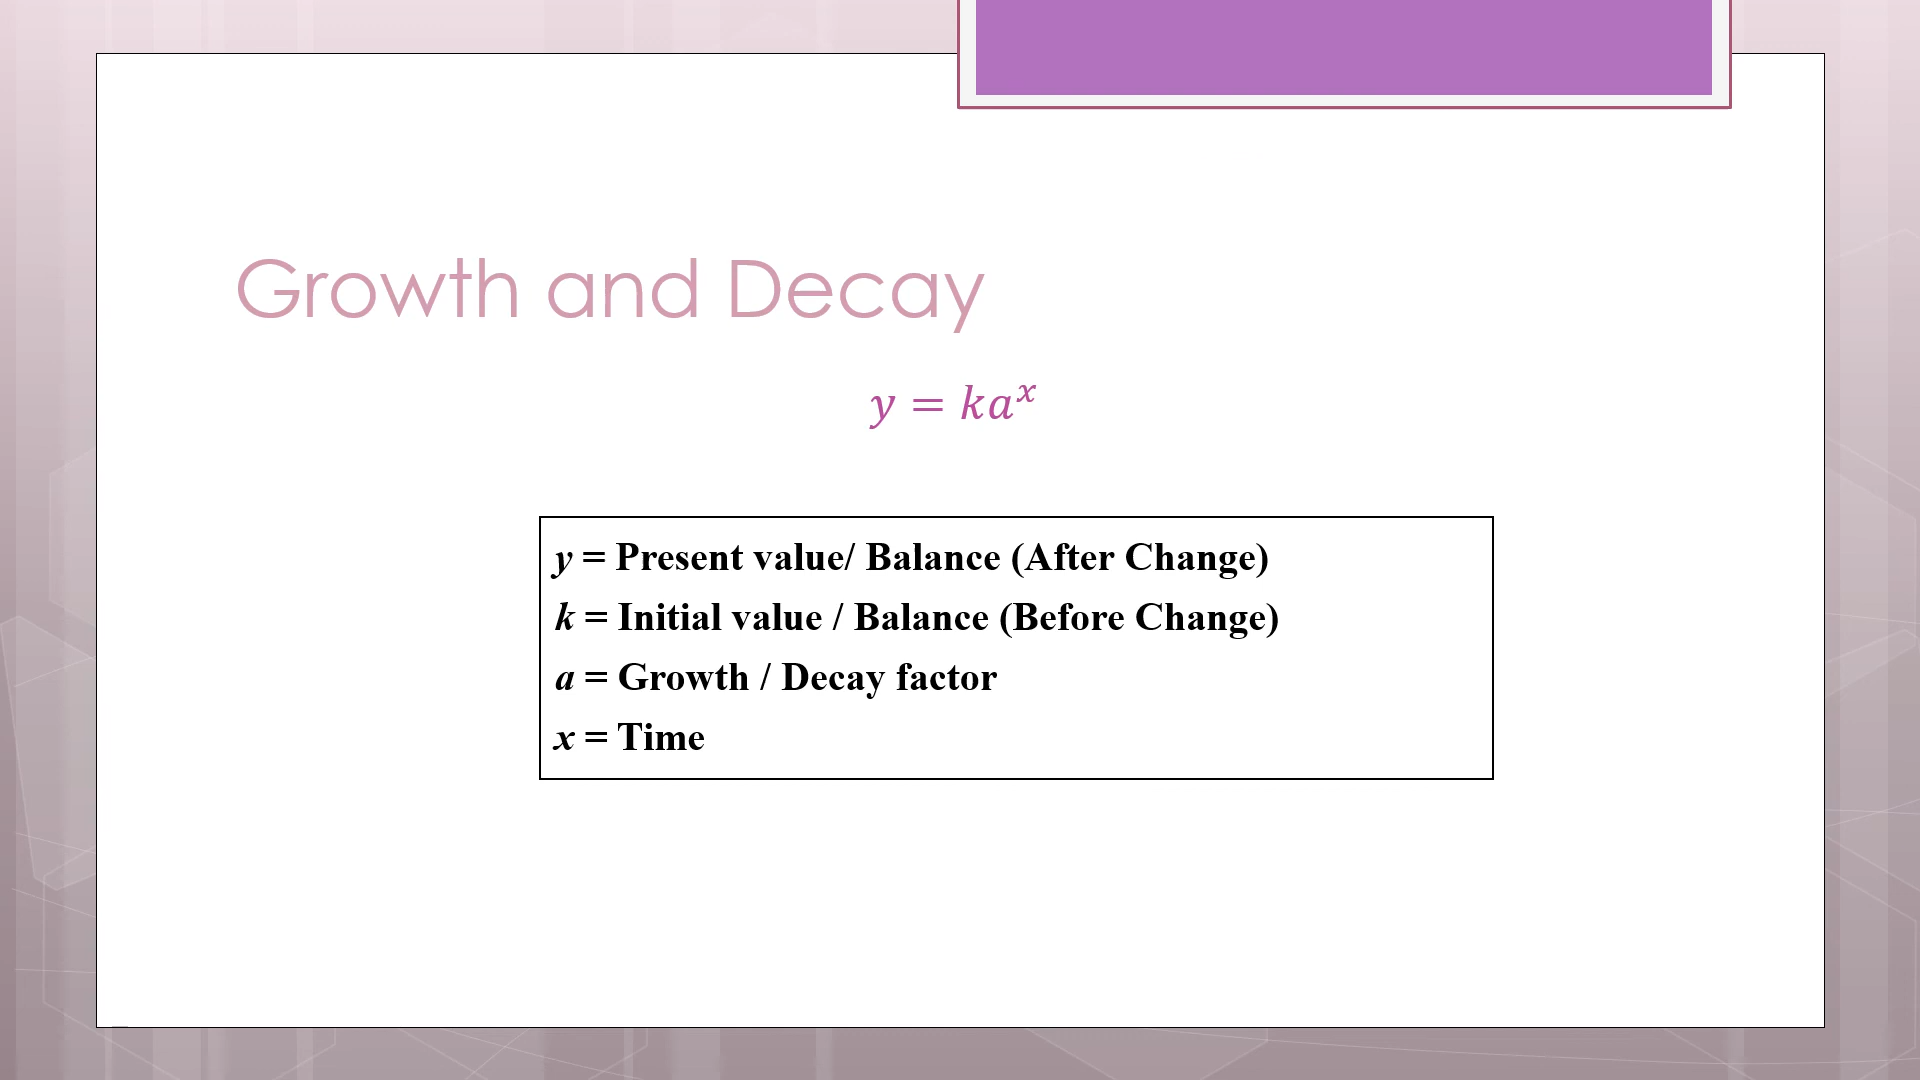 Growth and Decay
y = kaˣ
y = Present value/ Balance (After Change)
k = Initial value / Balance (Before Change)
a = Growth / Decay factor
x = Time